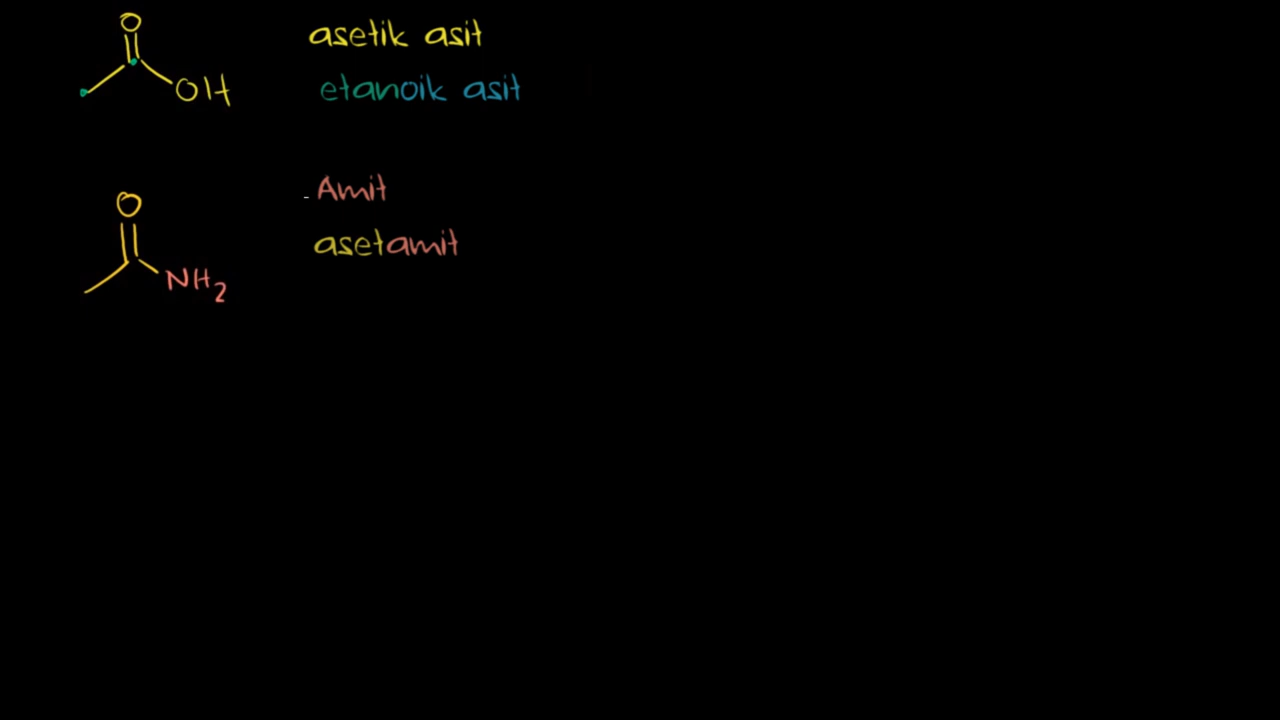 O
asetik asit
OH
etanoik asit
Amit
O
asetamit
NH2